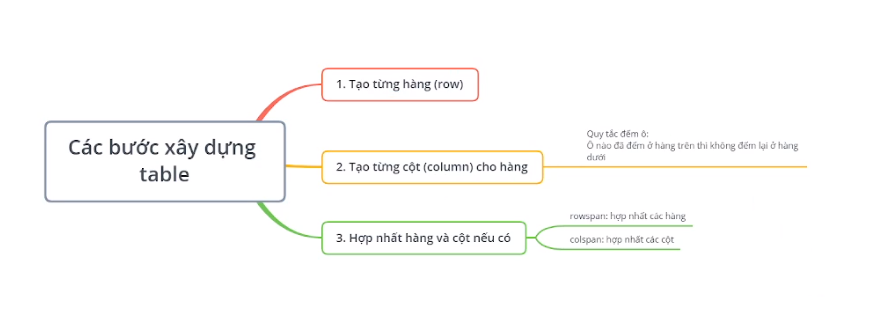 Các bước xây dựng
table
1. Tạo từng hàng (row)
2. Tạo từng cột (column) cho hàng
Quy tắc đếm ô:
Ô nào đã đếm ở hàng trên thì không đếm lại ở hàng
dưới
3. Hợp nhất hàng và cột nếu có
rowspan: hợp nhất các hàng
colspan: hợp nhất các cột